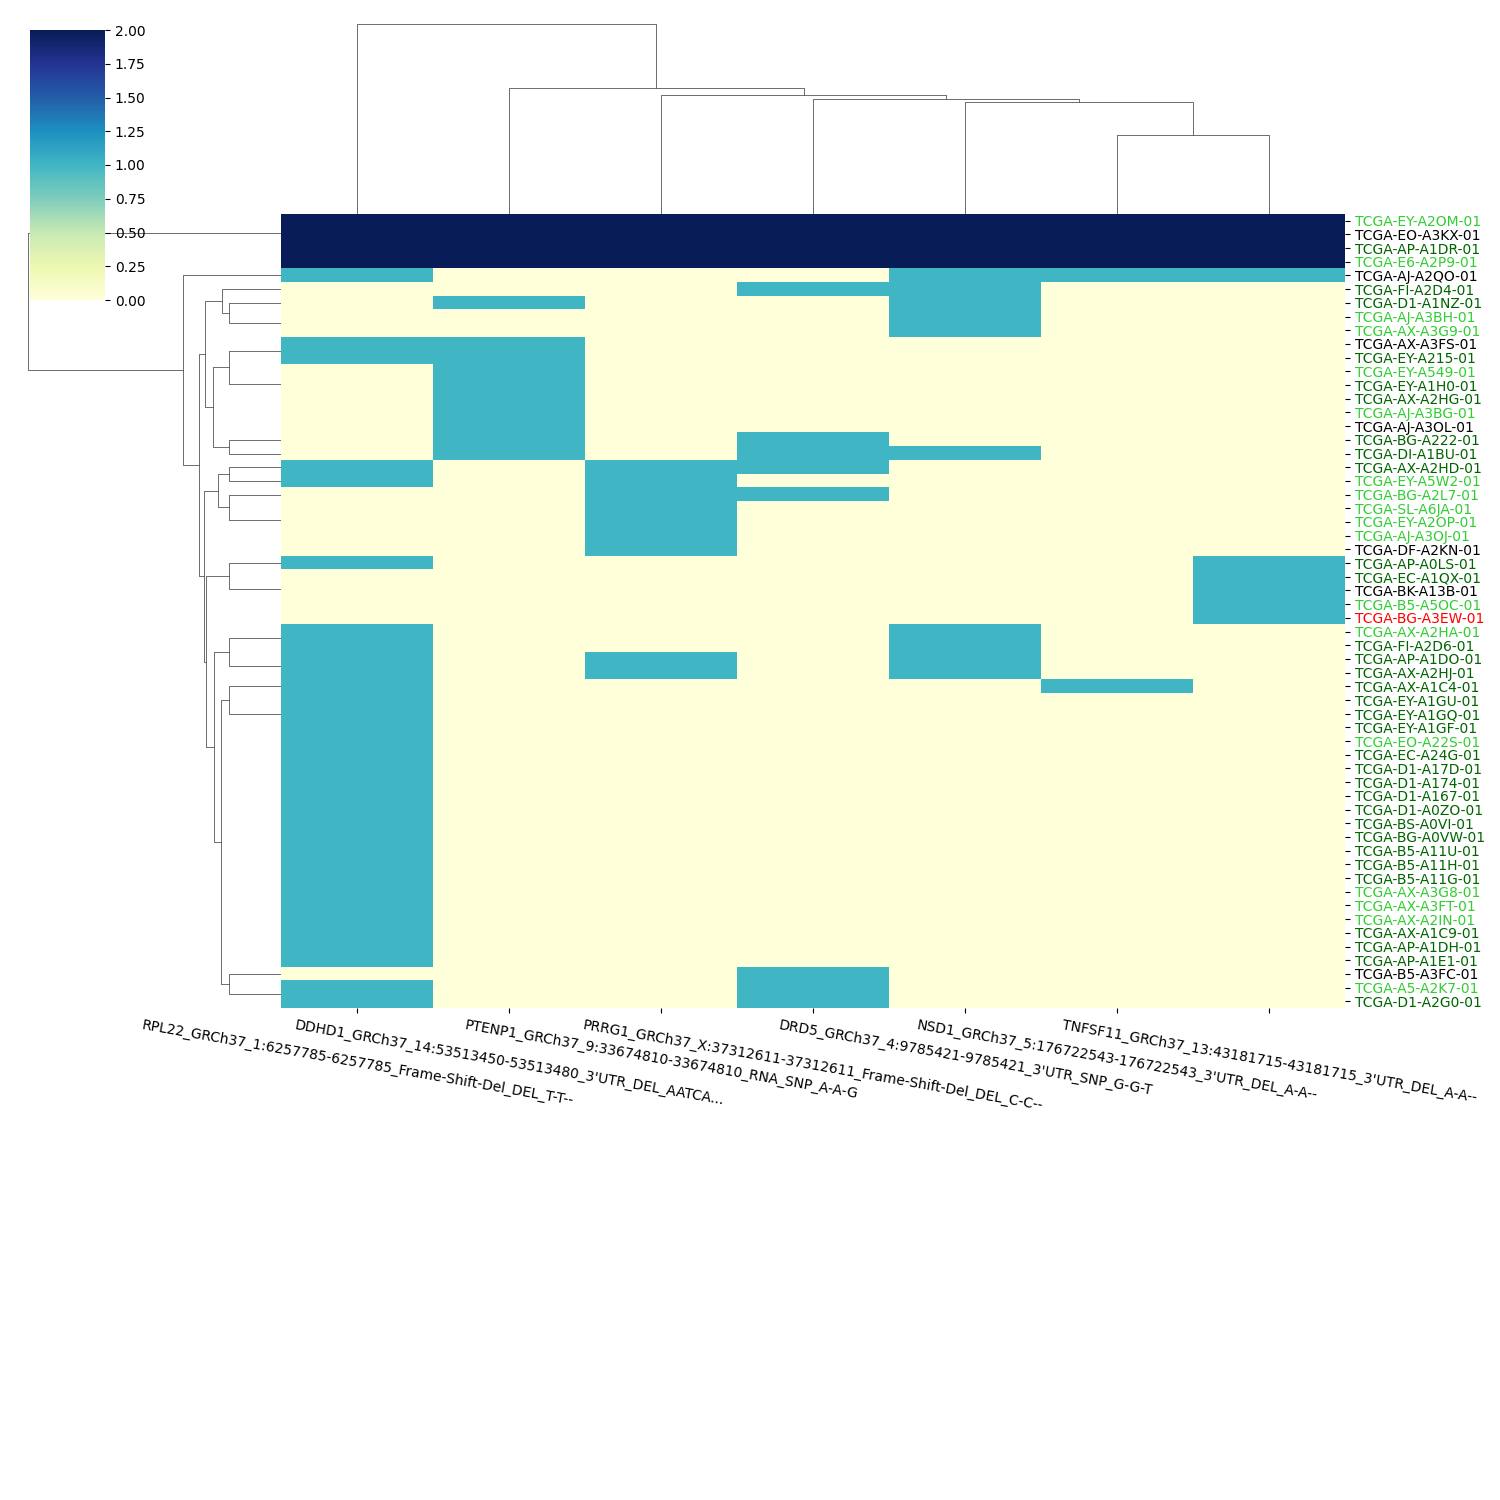 2.00
1.75
1.50
1.25
1.00
0.75
0.50
0.25
0.00
TCGA-EY-A2OM-01
TCGA-EO-A3KX-01
TCGA-AP-A1DR-01
TCGA-E6-A2P9-01
TCGA-AJ-A2QO-01
TCGA-FI-A2D4-01
TCGA-D1-A1NZ-01
TCGA-AJ-A3BH-01
TCGA-AX-A3G9-01
TCGA-AX-A3FS-01
TCGA-EY-A215-01
TCGA-EY-A549-01
TCGA-EY-A1H0-01
TCGA-AX-A2HG-01
TCGA-AJ-A3BG-01
TCGA-AJ-A3OL-01
TCGA-BG-A222-01
TCGA-DI-A1BU-01
TCGA-AX-A2HD-01
TCGA-EY-A5W2-01
TCGA-BG-A2L7-01
TCGA-SL-A6JA-01
TCGA-EY-A2OP-01
TCGA-AJ-A3OJ-01
TCGA-DF-A2KN-01
TCGA-AP-A0LS-01
TCGA-EC-A1QX-01
TCGA-BK-A13B-01
TCGA-B5-A5OC-01
TCGA-BG-A3EW-01
TCGA-AX-A2HA-01
TCGA-FI-A2D6-01
TCGA-AP-A1DO-01
TCGA-AX-A2HJ-01
TCGA-AX-A1C4-01
TCGA-EY-A1GU-01
TCGA-EY-A1GQ-01
TCGA-EY-A1GF-01
TCGA-EO-A22S-01
TCGA-EC-A24G-01
TCGA-D1-A17D-01
TCGA-D1-A174-01
TCGA-D1-A167-01
TCGA-D1-A0ZO-01
TCGA-BS-A0VI-01
TCGA-BG-A0VW-01
TCGA-B5-A11U-01
TCGA-B5-A11H-01
TCGA-B5-A11G-01
TCGA-AX-A3G8-01
TCGA-AX-A3FT-01
TCGA-AX-A2IN-01
TCGA-AX-A1C9-01
TCGA-AP-A1DH-01
TCGA-AP-A1E1-01
TCGA-B5-A3FC-01
TCGA-A5-A2K7-01
TCGA-D1-A2G0-01
RPL22_GRCh37_1:6257785-6257785_Frame-Shift-Del_DEL_T-T--
DDHD1_GRCh37_14:53513450-53513480_3'UTR_DEL_AATCA...
PTENP1_GRCh37_9:33674810-33674810_RNA_SNP_A-A-G
PRRG1_GRCh37_X:37312611-37312611_Frame-Shift-Del_DEL_C-C--
DRD5_GRCh37_4:9785421-9785421_3'UTR_SNP_G-G-T
NSD1_GRCh37_5:176722543-176722543_3'UTR_DEL_A-A--
TNFSF11_GRCh37_13:43181715-43181715_3'UTR_DEL_A-A--